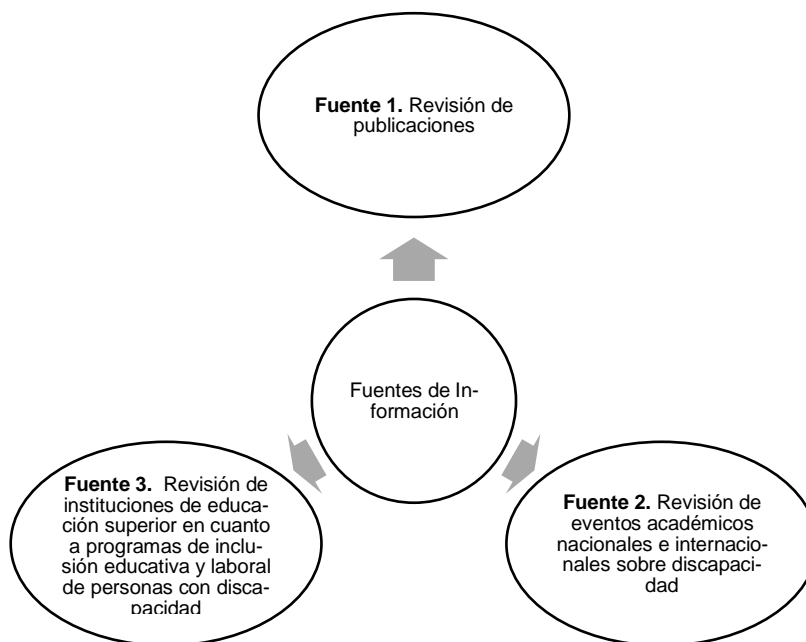 Fuente 1. Revisión de
publicaciones
Fuentes de In-
formación
Fuente 3. Revisión de
instituciones de educa-
ción superior en cuanto
a programas de inclu-
sión educativa y laboral
de personas con disca-
pacidad
Fuente 2. Revisión de
eventos académicos
nacionales e internacio-
nales sobre discapaci-
dad